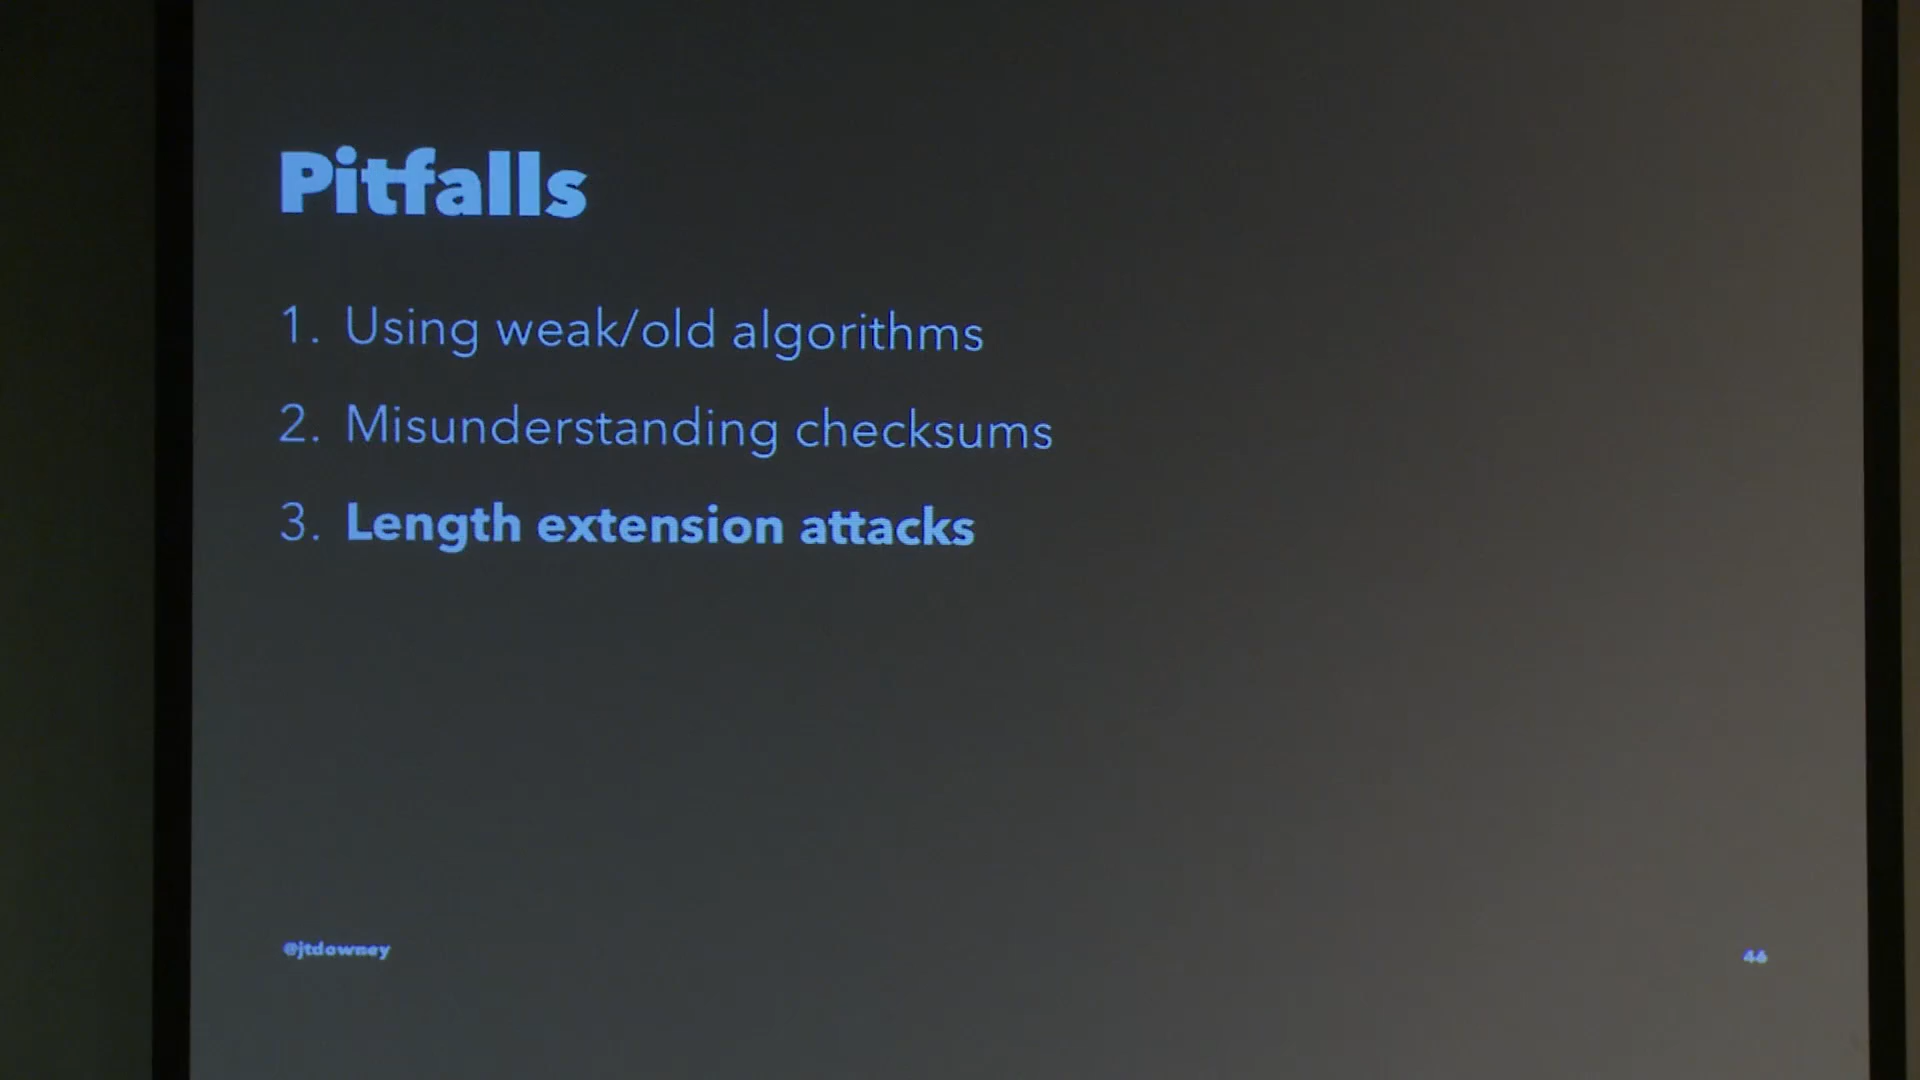 Pitfalls
1. Using weak/old algorithms
2. Misunderstanding checksums
3. Length extension attacks
@jtdowney
46